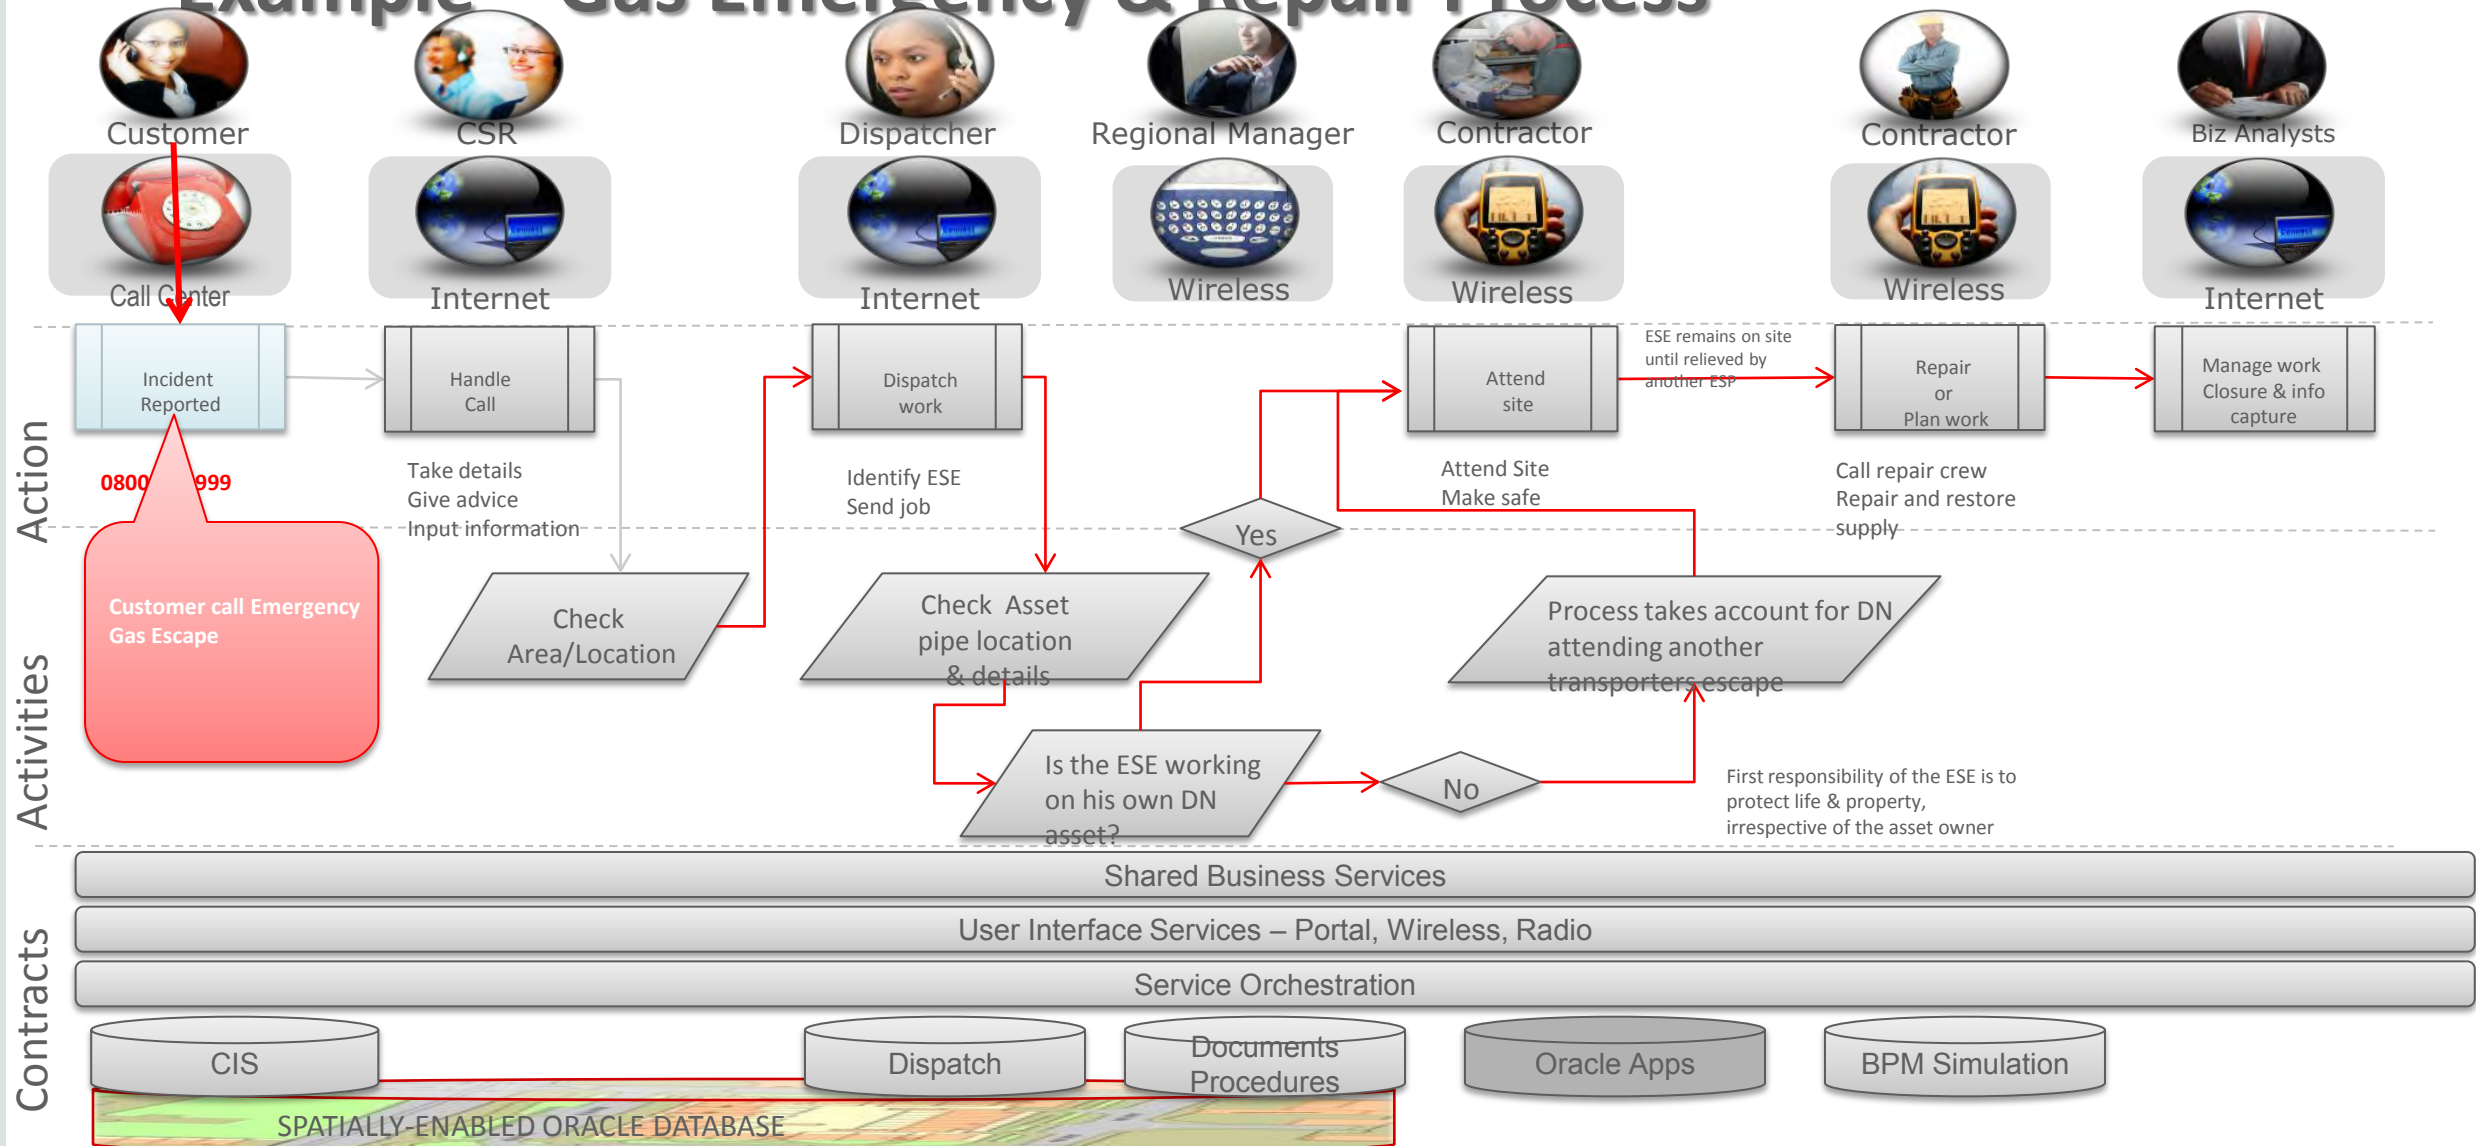 Example – Gas Emergency & Repair Process
Customer
CSR
Dispatcher
Regional Manager
Contractor
Contractor
Biz Analysts
Call Center
Internet
Internet
Wireless
Wireless
Wireless
Internet
Action
Incident
Reported
Handle
Call
Dispatch
work
Attend
site
ESE remains on site
until relieved by
another ESP
Repair
or
Plan work
Manage work
Closure & info
capture
0800 999
Take details
Give advice
Input information
Identify ESE
Send job
Attend Site
Make safe
Call repair crew
Repair and restore
supply
Yes
Activities
Customer call Emergency
Gas Escape
Check
Area/Location
Check Asset
pipe location
& details
Process takes account for DN
attending another
transporters escape
Is the ESE working
on his own DN
asset?
No
First responsibility of the ESE is to
protect life & property,
irrespective of the asset owner
Contracts
Shared Business Services
User Interface Services – Portal, Wireless, Radio
Service Orchestration
CIS
Dispatch
Documents
Procedures
Oracle Apps
BPM Simulation
SPATIALLY-ENABLED ORACLE DATABASE